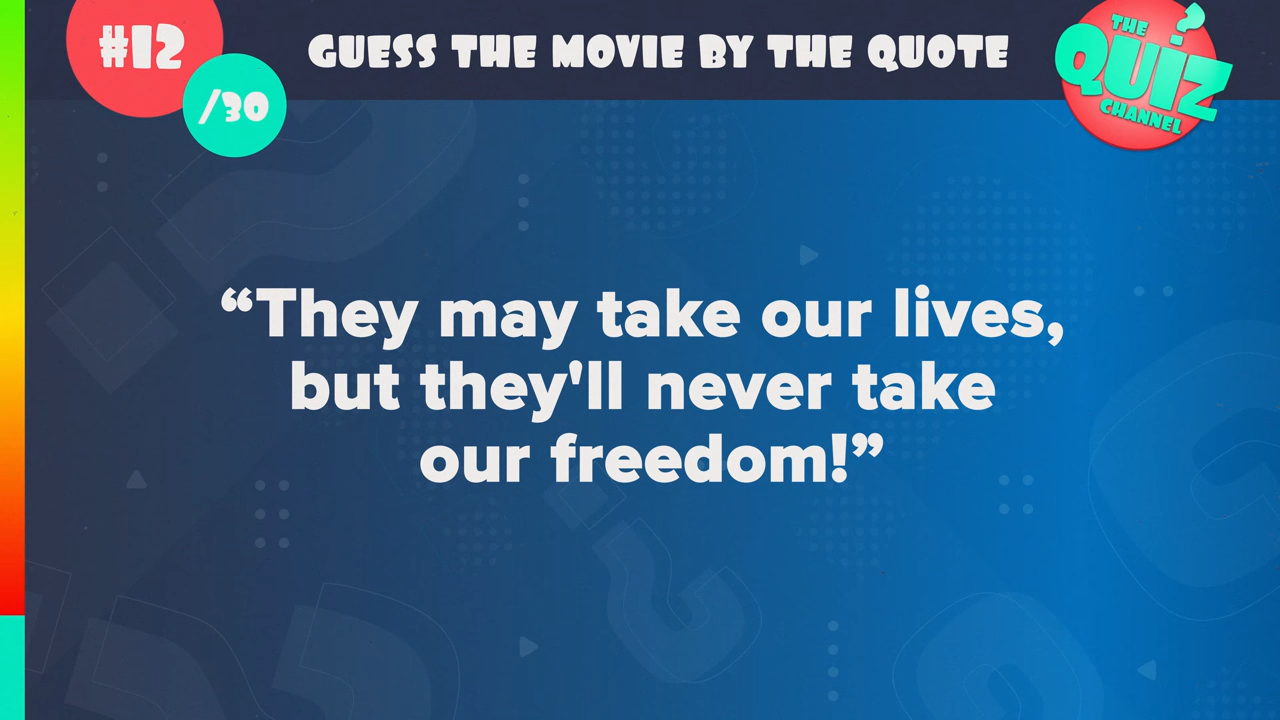 #12
/30
GUESS THE MOVIE BY THE QUOTE
THE
QUIZ
CHANNEL
“They may take our lives,
but they'll never take
our freedom!”